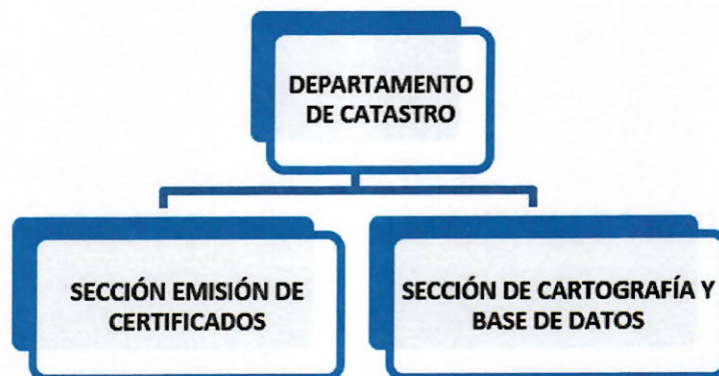 DEPARTAMENTO
DE CATASTRO
SECCIÓN EMISIÓN DE
CERTIFICADOS
SECCIÓN DE CARTOGRAFÍA Y
BASE DE DATOS